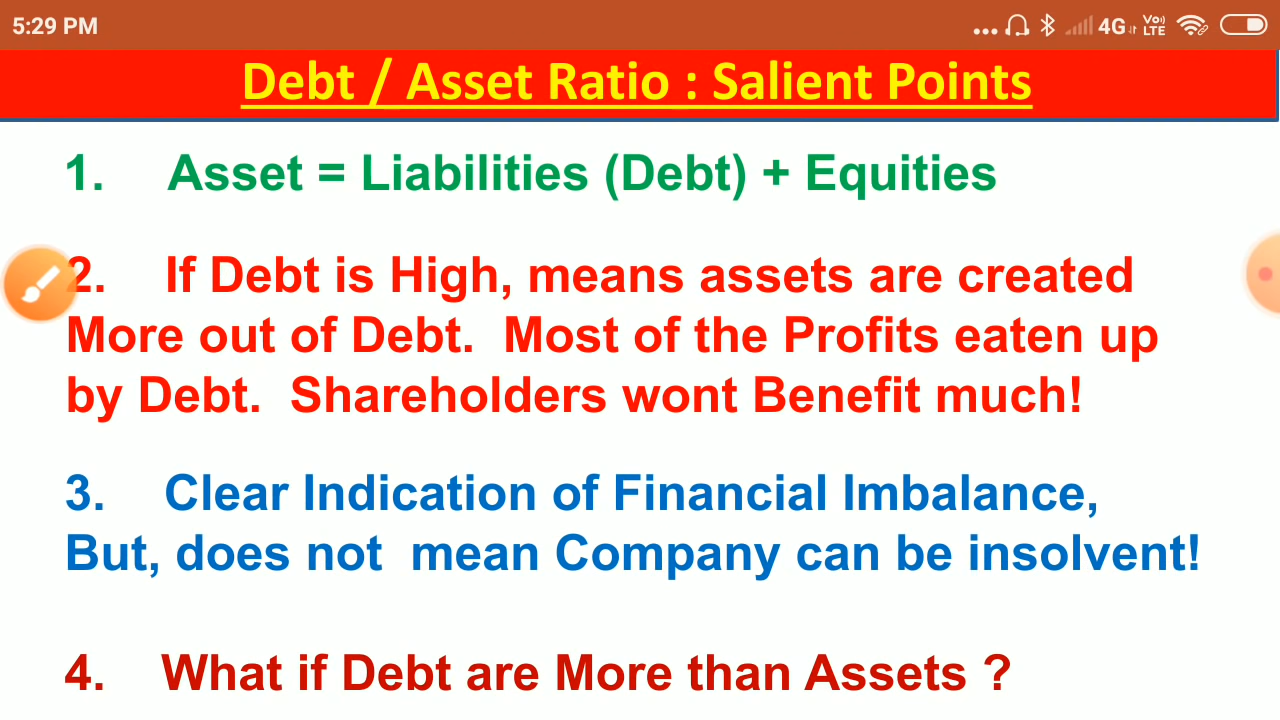 5:29 PM
... 4G Vo) LTE
Debt / Asset Ratio : Salient Points
1. Asset = Liabilities (Debt) + Equities
2. If Debt is High, means assets are created
More out of Debt. Most of the Profits eaten up
by Debt. Shareholders wont Benefit much!
3. Clear Indication of Financial Imbalance,
But, does not mean Company can be insolvent!
4. What if Debt are More than Assets ?